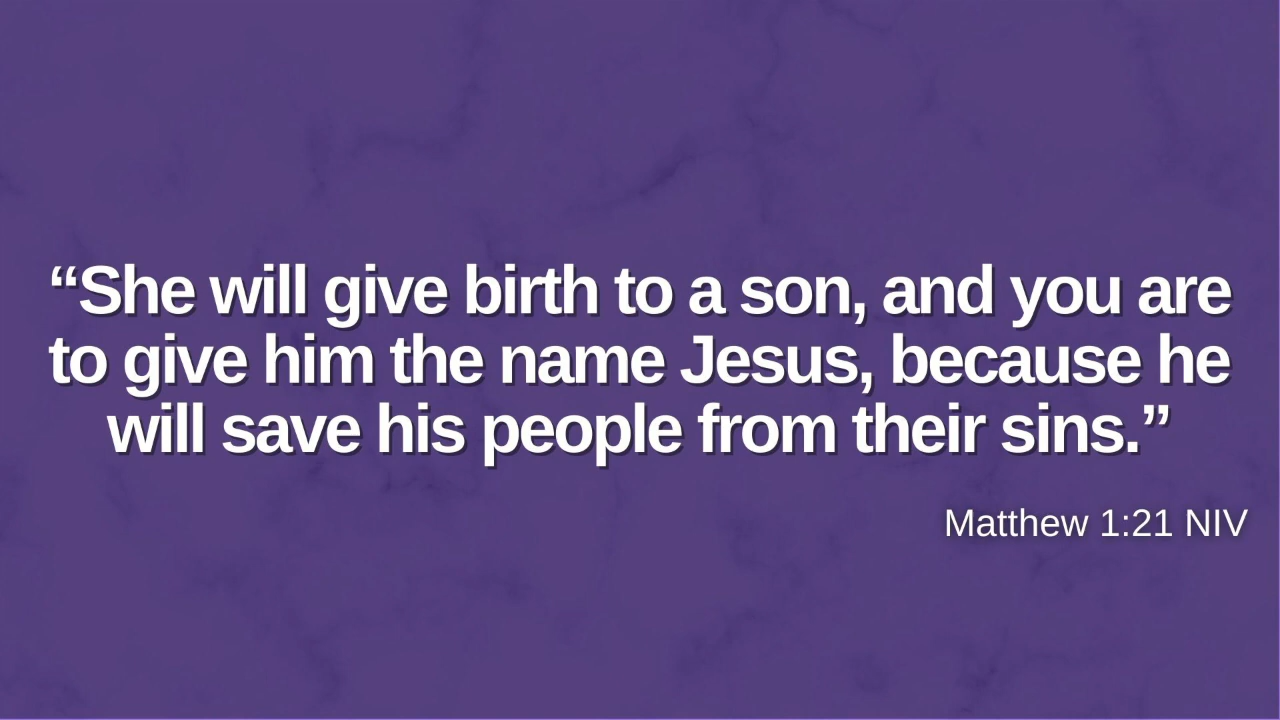 “She will give birth to a son, and you are
to give him the name Jesus, because he
will save his people from their sins.”
Matthew 1:21 NIV